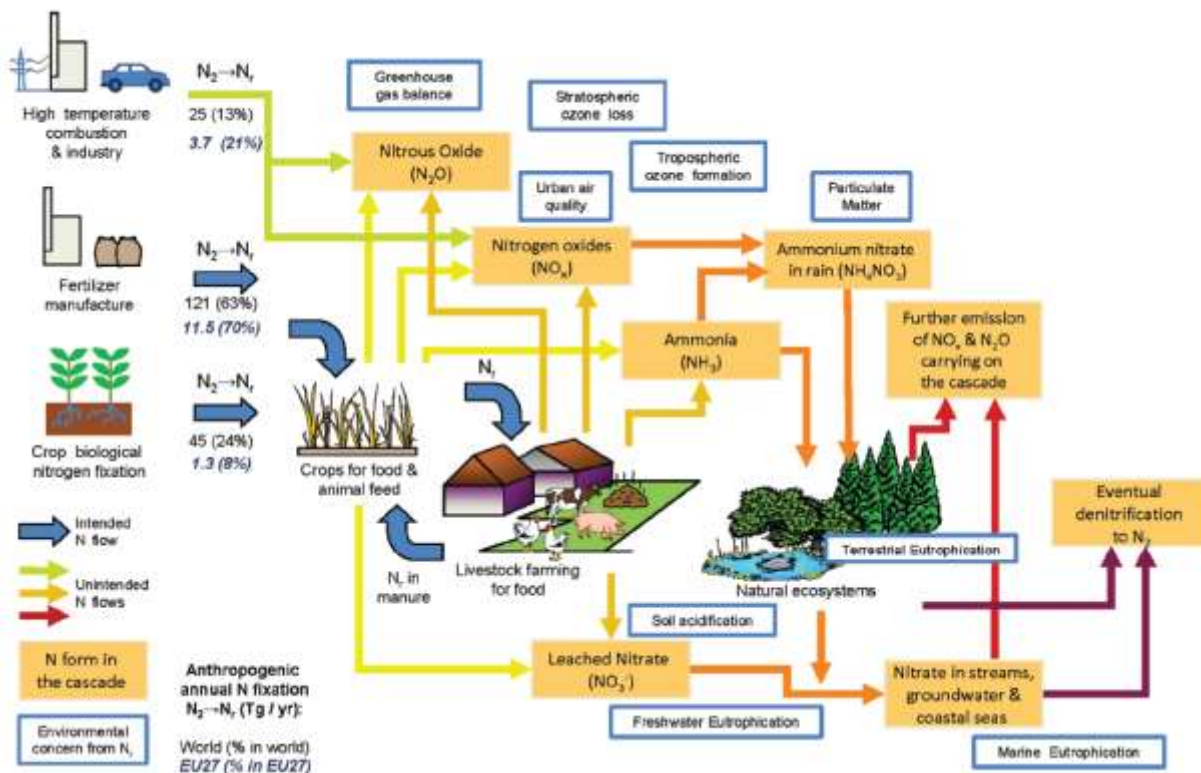 High temperature
combustion
& industry
N₂→Nᵣ
25 (13%)
3.7 (21%)
Greenhouse
gas balance
Stratospheric
ozone loss
Nitrous Oxide
(N₂O)
Tropospheric
ozone formation
Urban air
quality
Particulate
Matter
Fertilizer
manufacture
N₂→Nᵣ
121 (63%)
11.5 (70%)
Nitrogen oxides
(NOₓ)
Ammonium nitrate
in rain (NH₄NO₃)
Ammonia
(NH₃)
Further emission
of NOₓ & N₂O
carrying on
the cascade
Crop biological
nitrogen fixation
N₂→Nᵣ
45 (24%)
1.3 (8%)
Nᵣ
Crops for food &
animal feed
Nᵣ in
manure
Livestock farming
for food
Terrestrial Eutrophication
Natural ecosystems
Eventual
denitrification
to N₂
Intended
N flow
Unintended
N flows
Soil acidification
Leached Nitrate
(NO₃⁻)
Nitrate in streams,
groundwater &
coastal seas
Freshwater Eutrophication
Marine Eutrophication
N form in
the cascade
Environmental
concern from Nᵣ
Anthropogenic
annual N fixation
N₂→Nᵣ (Tg / yr):
World (% in world)
EU27 (% in EU27)